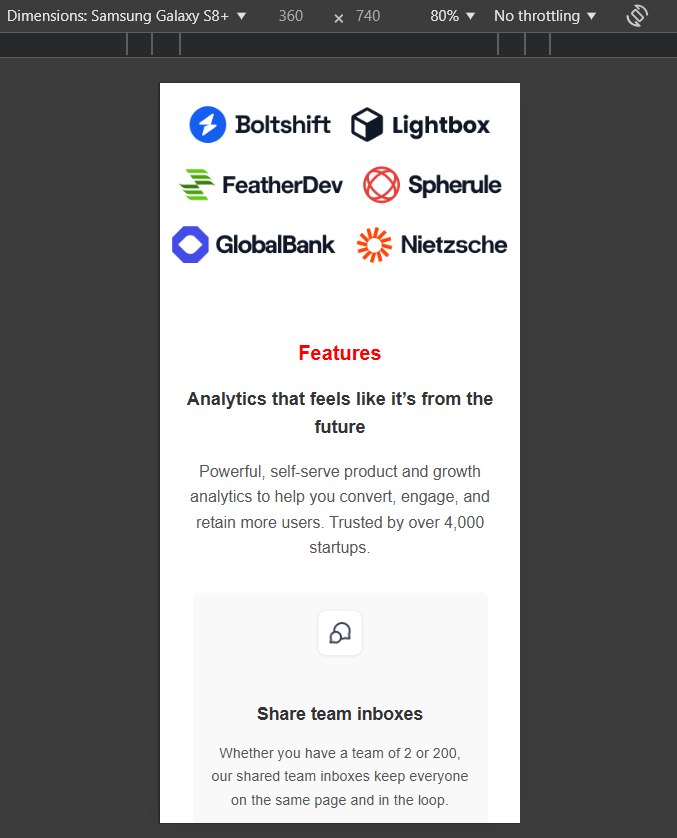 Dimensions: Samsung Galaxy S8+ ▼ 360 × 740 80% ▼ No throttling ▼
Boltshift Lightbox
FeatherDev Spherule
GlobalBank Nietzsche
Features
Analytics that feels like it’s from the
future
Powerful, self-serve product and growth
analytics to help you convert, engage, and
retain more users. Trusted by over 4,000
startups.
Share team inboxes
Whether you have a team of 2 or 200,
our shared team inboxes keep everyone
on the same page and in the loop.